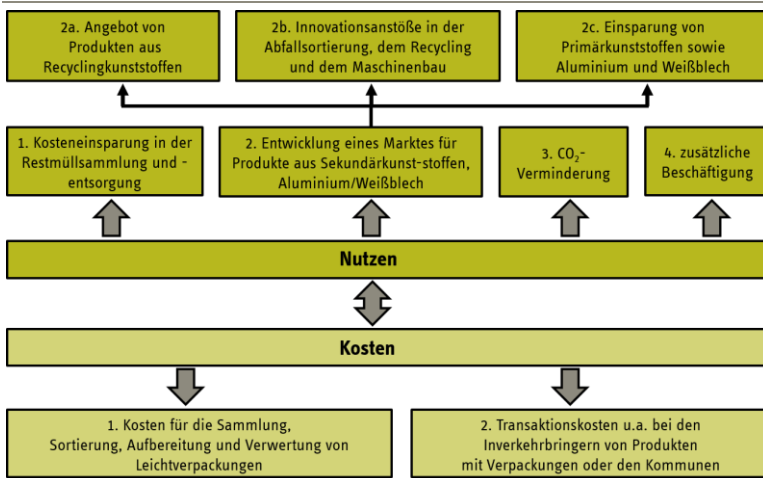 2a. Angebot von
Produkten aus
Recyclingkunststoffen
2b. Innovationsanstöße in der
Abfallsortierung, dem Recycling
und dem Maschinenbau
2c. Einsparung von
Primärkunststoffen sowie
Aluminium und Weißblech
1. Kosteneinsparung in der
Restmüllsammlung und -
entsorgung
2. Entwicklung eines Marktes für
Produkte aus Sekundärkunst-stoffen,
Aluminium/Weißblech
3. CO₂-
Verminderung
4. zusätzliche
Beschäftigung
Nutzen
Kosten
1. Kosten für die Sammlung,
Sortierung, Aufbereitung und Verwertung von
Leichtverpackungen
2. Transaktionskosten u.a. bei den
Inverkehrbringern von Produkten
mit Verpackungen oder den Kommunen